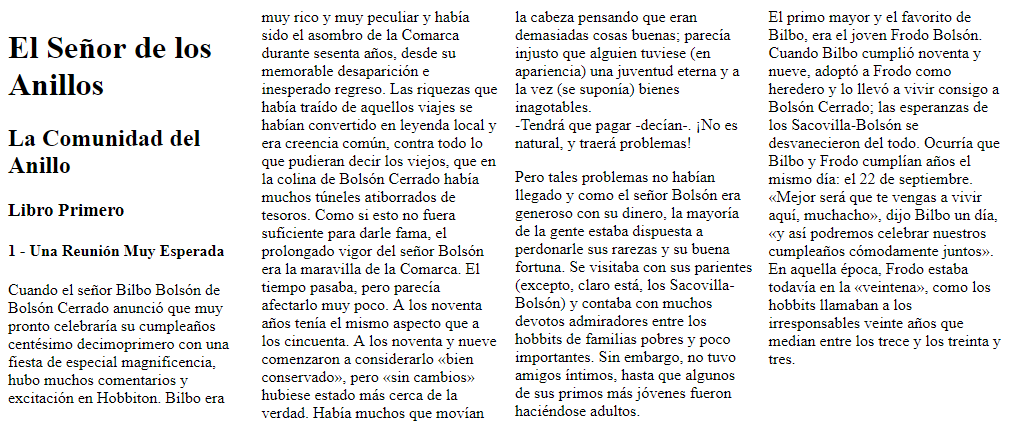 El Señor de los
Anillos
La Comunidad del
Anillo
Libro Primero
1 - Una Reunión Muy Esperada
Cuando el señor Bilbo Bolsón de
Bolsón Cerrado anunció que muy
pronto celebraría su cumpleaños
centésimo decimoprimero con una
fiesta de especial magnificencia,
hubo muchos comentarios y
excitación en Hobbiton. Bilbo era
muy rico y muy peculiar y había
sido el asombro de la Comarca
durante sesenta años, desde su
memorable desaparición e
inesperado regreso. Las riquezas que
había traído de aquellos viajes se
habían convertido en leyenda local y
era creencia común, contra todo lo
que pudieran decir los viejos, que en
la colina de Bolsón Cerrado había
muchos túneles atiborrados de
tesoros. Como si esto no fuera
suficiente para darle fama, el
prolongado vigor del señor Bolsón
era la maravilla de la Comarca. El
tiempo pasaba, pero parecía
afectarlo muy poco. A los noventa
años tenía el mismo aspecto que a
los cincuenta. A los noventa y nueve
comenzaron a considerarlo «bien
conservado», pero «sin cambios»
hubiese estado más cerca de la
verdad. Había muchos que movían
la cabeza pensando que eran
demasiadas cosas buenas; parecía
injusto que alguien tuviese (en
apariencia) una juventud eterna y a
la vez (se suponía) bienes
inagotables.
-Tendrá que pagar -decían-. ¡No es
natural, y traerá problemas!
Pero tales problemas no habían
llegado y como el señor Bolsón era
generoso con su dinero, la mayoría
de la gente estaba dispuesta a
perdonarle sus rarezas y su buena
fortuna. Se visitaba con sus parientes
(excepto, claro está, los Sacovilla-
Bolsón) y contaba con muchos
devotos admiradores entre los
hobbits de familias pobres y poco
importantes. Sin embargo, no tuvo
amigos íntimos, hasta que algunos
de sus primos más jóvenes fueron
haciéndose adultos.
El primo mayor y el favorito de
Bilbo, era el joven Frodo Bolsón.
Cuando Bilbo cumplió noventa y
nueve, adoptó a Frodo como
heredero y lo llevó a vivir consigo a
Bolsón Cerrado; las esperanzas de
los Sacovilla-Bolsón se
desvanecieron del todo. Ocurría que
Bilbo y Frodo cumplían años el
mismo día: el 22 de septiembre.
«Mejor será que te vengas a vivir
aquí, muchacho», dijo Bilbo un día,
«y así podremos celebrar nuestros
cumpleaños cómodamente juntos».
En aquella época, Frodo estaba
todavía en la «veintena», como los
hobbits llamaban a los
irresponsables veinte años que
median entre los trece y los treinta y
tres.